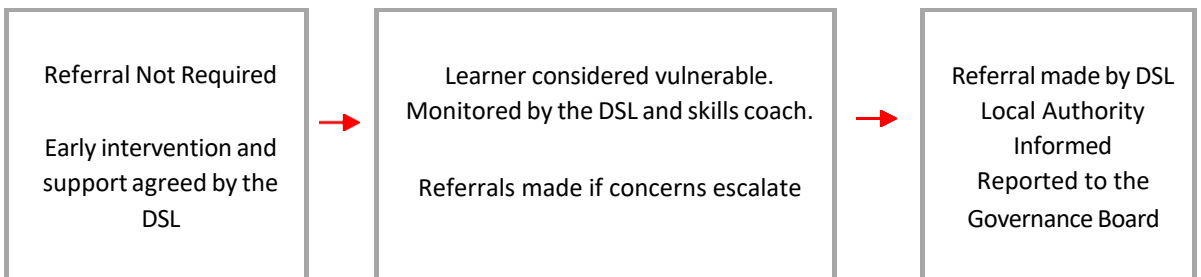 Referral Not Required
Early intervention and
support agreed by the
DSL
Learner considered vulnerable.
Monitored by the DSL and skills coach.
Referrals made if concerns escalate
Referral made by DSL
Local Authority
Informed
Reported to the
Governance Board